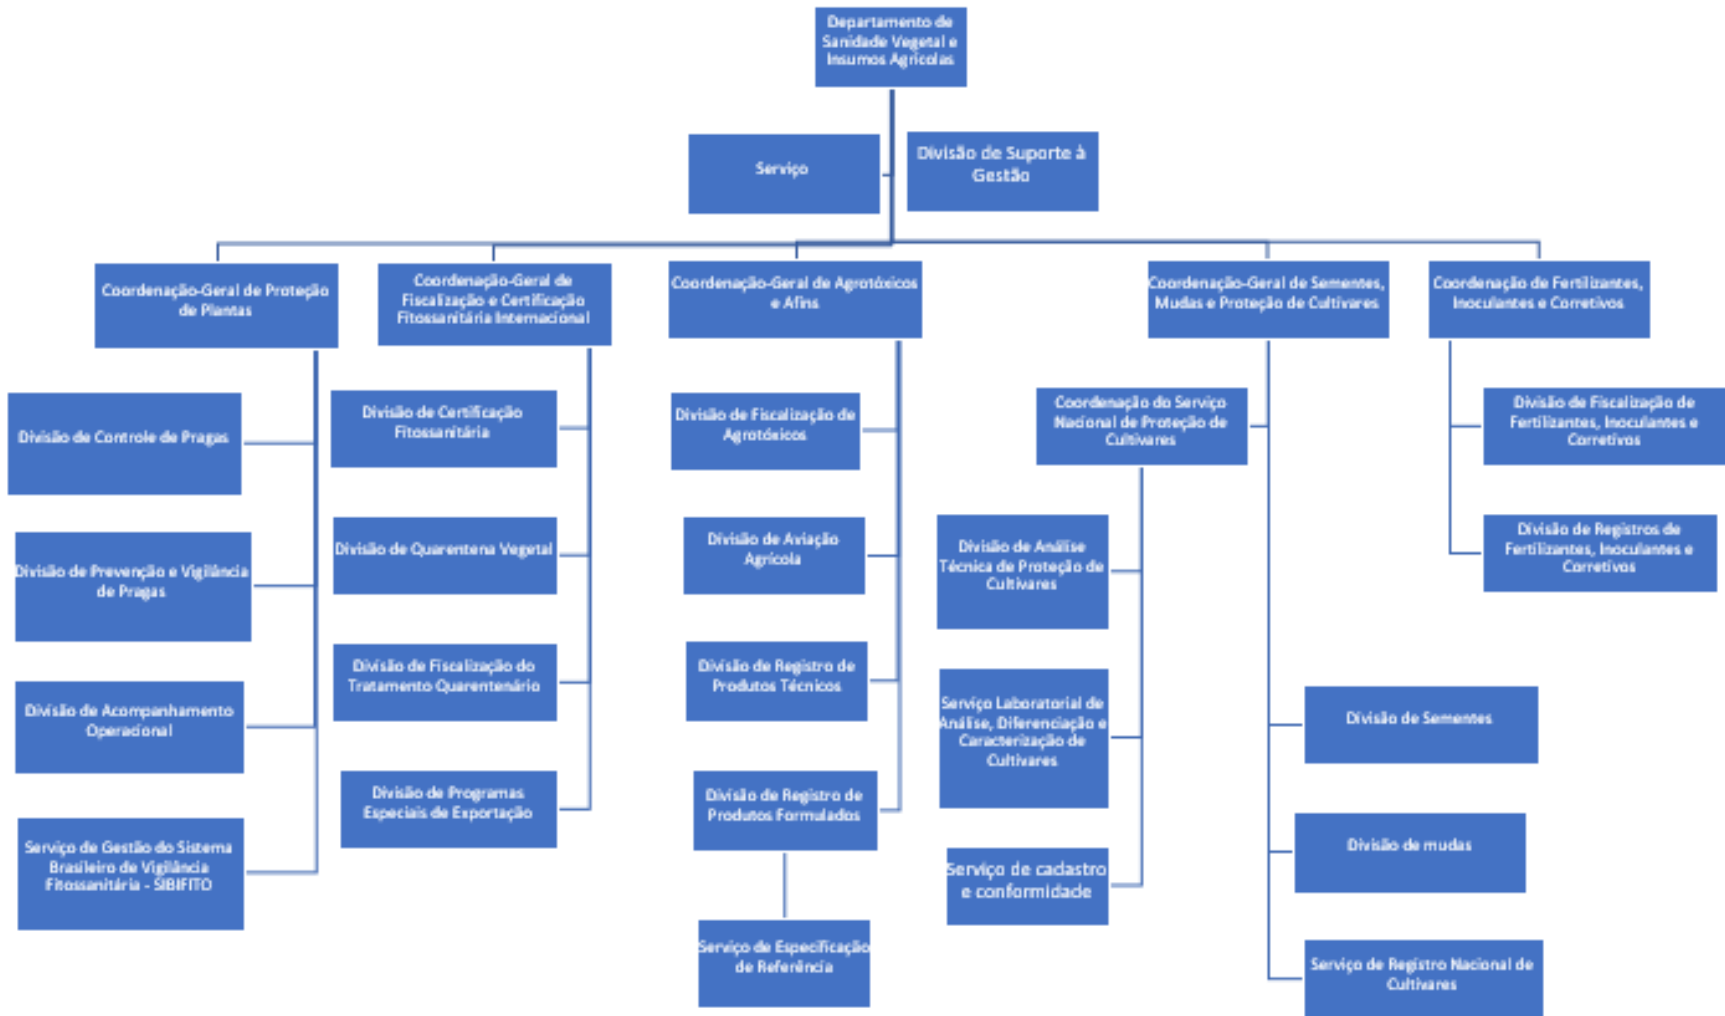 Departamento de
Sanidade Vegetal e
Insumos Agrícolas
Serviço
Divisão de Suporte à
Gestão
Coordenação-Geral de Proteção
de Plantas
Coordenação-Geral de
Fiscalização e Certificação
Fitossanitária Internacional
Coordenação-Geral de Agrotóxicos
e Afins
Coordenação-Geral de Sementes,
Mudas e Proteção de Cultivares
Coordenação de Fertilizantes,
Inoculantes e Corretivos
Divisão de Controle de Pragas
Divisão de Prevenção e Vigilância
de Pragas
Divisão de Acompanhamento
Operacional
Serviço de Gestão do Sistema
Brasileiro de Vigilância
Fitossanitária - SIBIFITO
Divisão de Certificação
Fitossanitária
Divisão de Quarentena Vegetal
Divisão de Fiscalização do
Tratamento Quarentenário
Divisão de Programas
Especiais de Exportação
Divisão de Fiscalização de
Agrotóxicos
Divisão de Aviação
Agrícola
Divisão de Registro de
Produtos Técnicos
Divisão de Registro de
Produtos Formulados
Serviço de Especificação
de Referência
Coordenação do Serviço
Nacional de Proteção de
Cultivares
Divisão de Análise
Técnica de Proteção de
Cultivares
Serviço Laboratorial de
Análise, Diferenciação e
Caracterização de
Cultivares
Serviço de cadastro
e conformidade
Divisão de Sementes
Divisão de mudas
Serviço de Registro Nacional de
Cultivares
Divisão de Fiscalização de
Fertilizantes, Inoculantes e
Corretivos
Divisão de Registros de
Fertilizantes, Inoculantes e
Corretivos